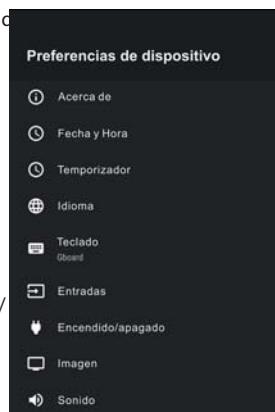 Preferencias de dispositivo
Acerca de
Fecha y Hora
Temporizador
Idioma
Teclado
Gboard
Entradas
Encendido/apagado
Imagen
Sonido